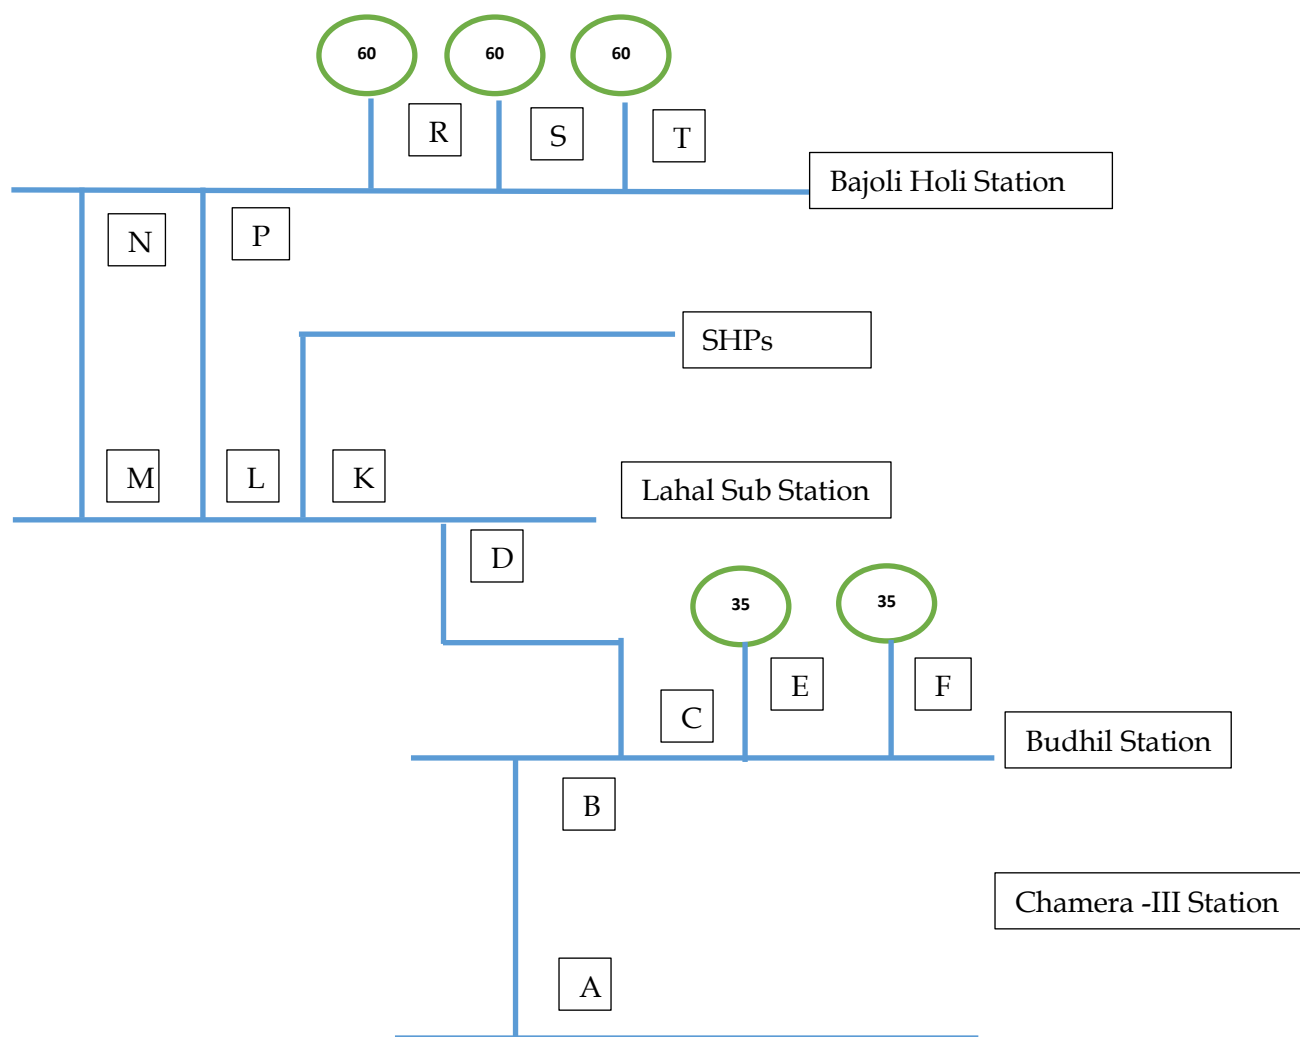 60
60
60
R
S
T
Bajoli Holi Station
N
P
SHPs
M
L
K
Lahal Sub Station
D
35
35
E
F
C
Budhil Station
B
Chamera -III Station
A